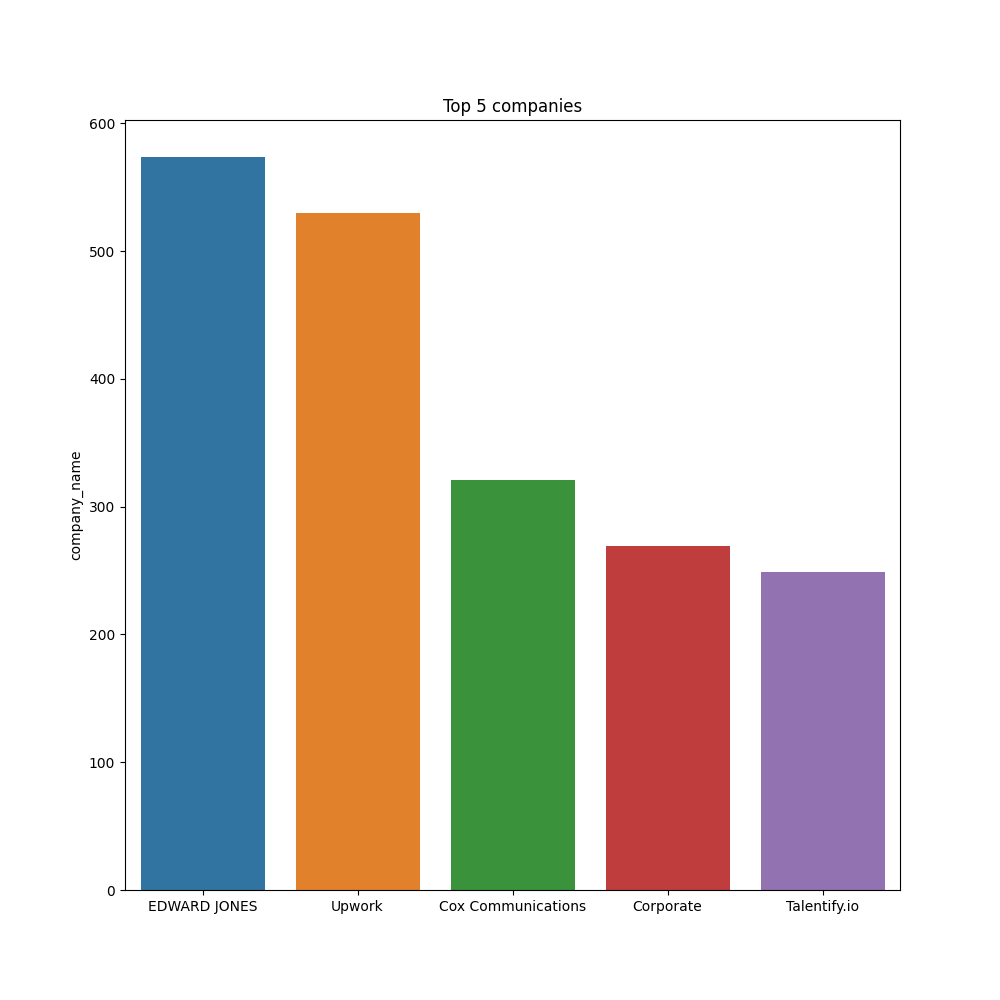 Top 5 companies
600
500
400
300
200
100
0
company_name
EDWARD JONES
Upwork
Cox Communications
Corporate
Talentify.io